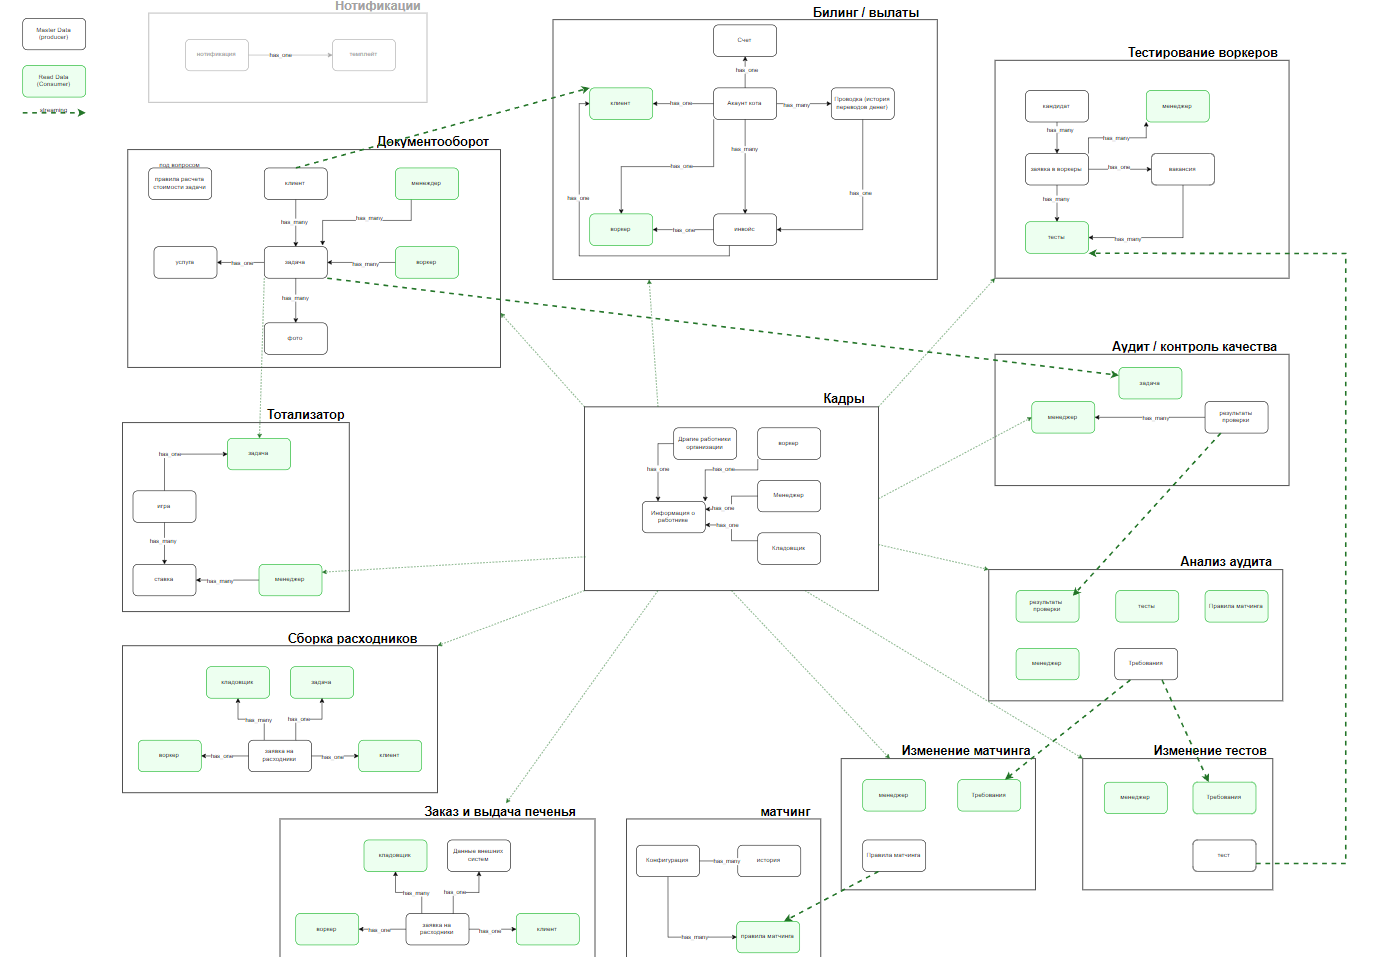 Master Data
(producer)
Read Data
(Consumer)
streaming
Нотификации
нотификация
has_one
темплейт
Билинг / вылаты
Счет
has_one
клиент
has_one
Акаунт кота
has_many
Проводка (история
переводов денег)
has_many
has_one
has_one
has_one
воркер
has_one
инвойс
Тестирование воркеров
кандидат
менеджер
has_many
has_many
заявка в воркеры
has_one
вакансия
has_many
тесты
has_many
Документооборот
под вопросом
правила расчета
стоимости задачи
клиент
менеждер
has_many
has_many
услуга
has_one
задача
has_many
воркер
has_many
фото
Аудит / контроль качества
задача
менеджер
has_many
результаты
проверки
Кадры
Драгие работники
организации
воркер
has_one
has_one
Менеджер
Информация о
работнике
has_one
has_one
Кладовщик
Тотализатор
задача
has_one
игра
has_many
ставка
has_many
менеджер
Анализ аудита
результаты
проверки
тесты
Правила матчинга
менеджер
Требования
Сборка расходников
кладовщик
задача
has_many
has_one
воркер
has_one
заявка на
расходники
has_one
клиент
Изменение матчинга
менеджер
Требования
Правила матчинга
Изменение тестов
менеджер
Требования
тест
Заказ и выдача печенья
кладовщик
Данные внешних
систем
has_many
has_one
воркер
has_one
заявка на
расходники
has_one
клиент
матчинг
Конфигурация
has_many
история
has_many
правила матчинга